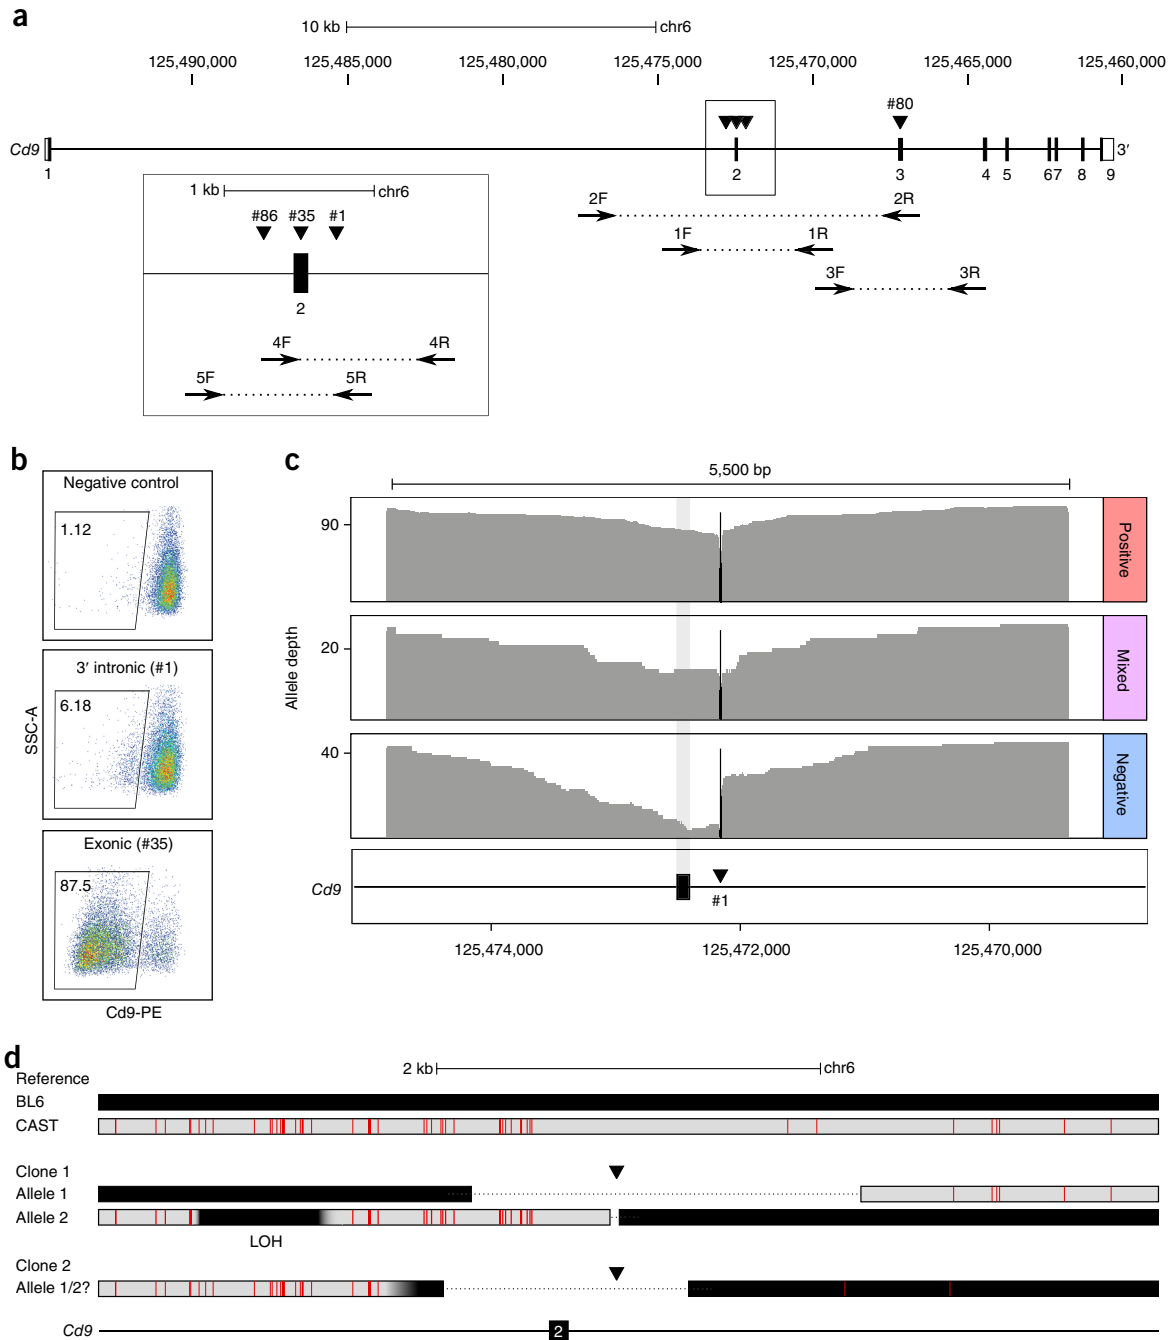 a
10 kb chr6
125,490,000 125,485,000 125,480,000 125,475,000 125,470,000 125,465,000 125,460,000
#80
Cd9 3′
1 2 3 4 5 6 7 8 9
1 kb chr6
#86 #35 #1
2
4F 4R
5F 5R
2F 2R
1F 1R
3F 3R
b
Negative control
1.12
3′ intronic (#1)
6.18
Exonic (#35)
87.5
SSC-A
Cd9-PE
c
5,500 bp
90
Positive
20
Mixed
40
Negative
Allele depth
Cd9
#1
125,474,000 125,472,000 125,470,000
d
2 kb chr6
Reference
BL6
CAST
Clone 1
Allele 1
Allele 2
LOH
Clone 2
Allele 1/2?
Cd9 2